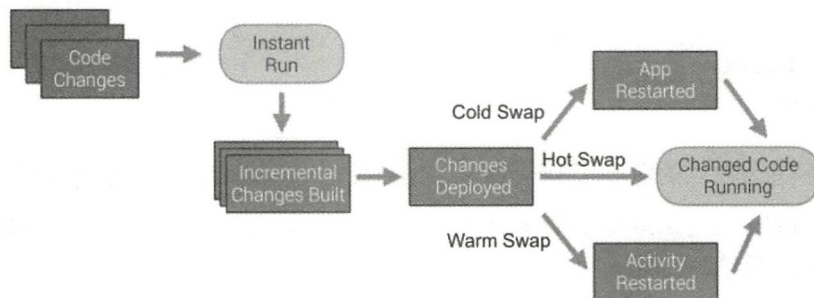 Code
Changes
Instant
Run
App
Restarted
Cold Swap
Incremental
Changes Built
Changes
Deployed
Hot Swap
Changed Code
Running
Warm Swap
Activity
Restarted